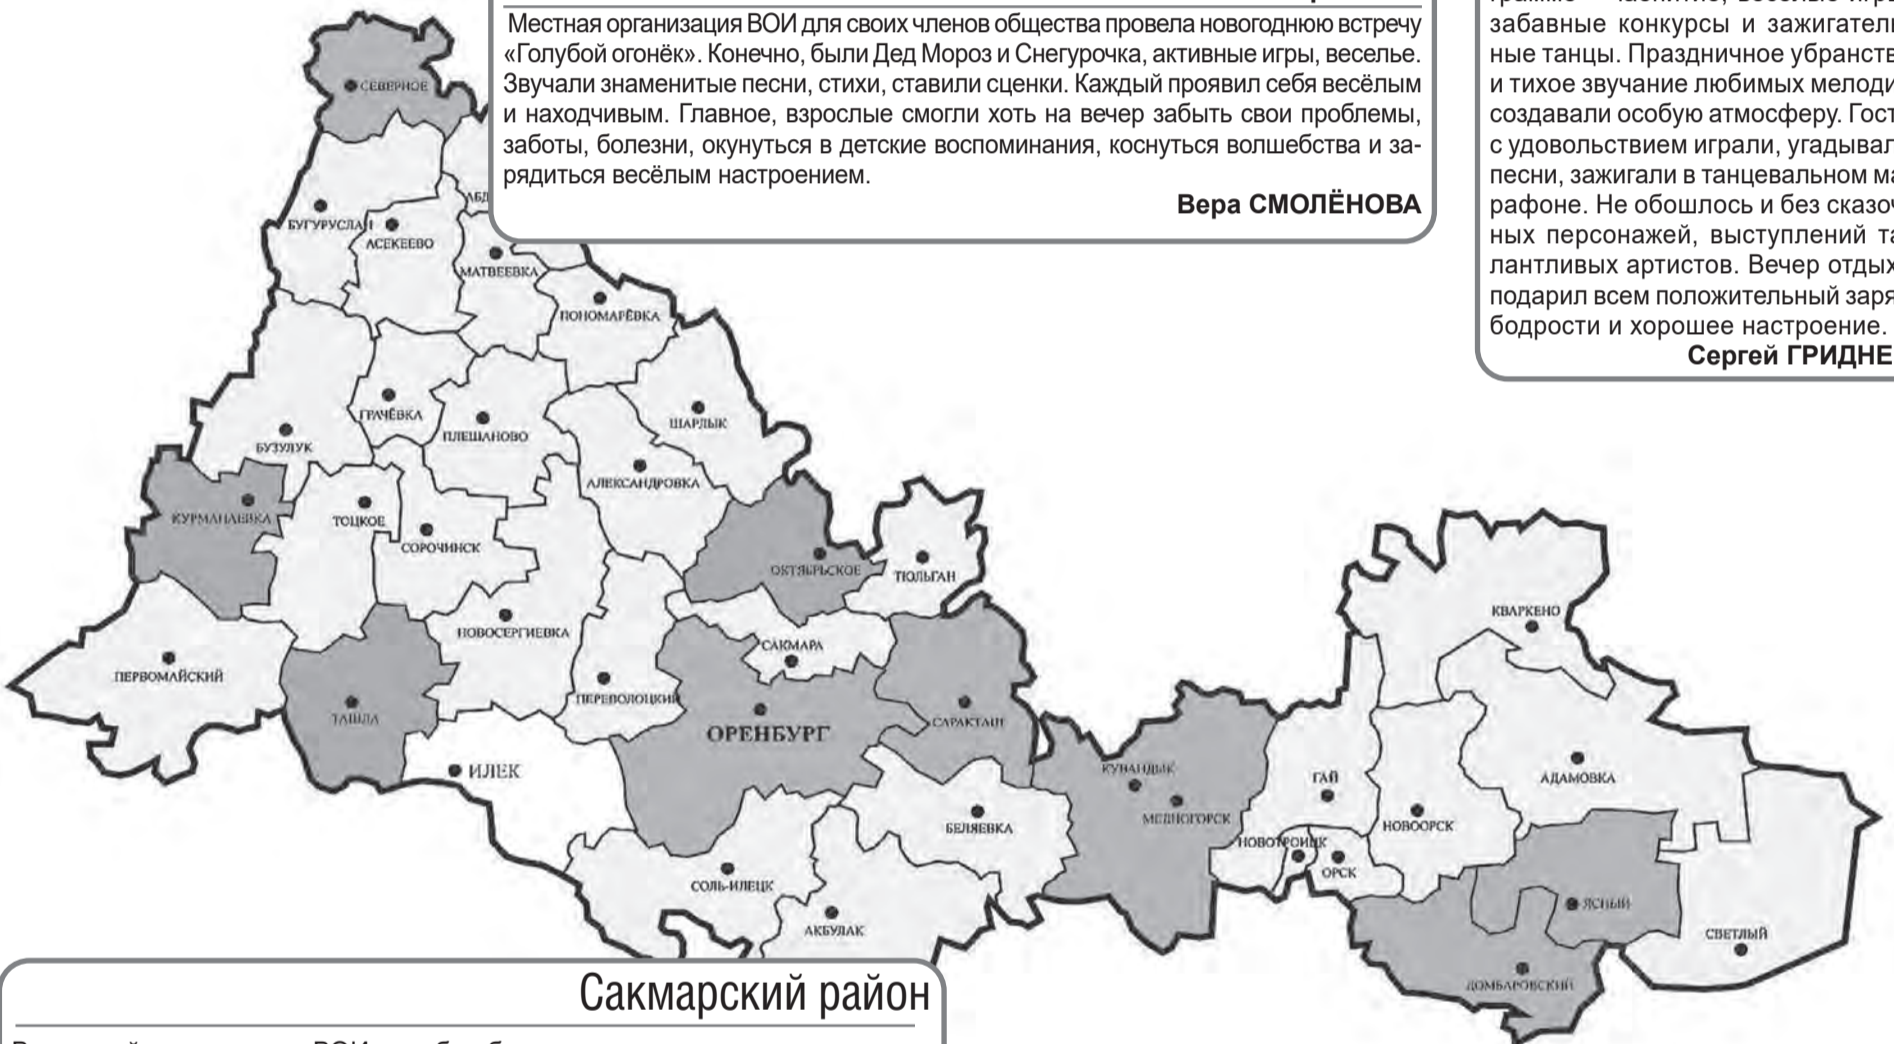 Местная организация ВОИ для своих членов общества провела новогоднюю встречу
«Голубой огонёк». Конечно, были Дед Мороз и Снегурочка, активные игры, веселье.
Звучали знаменитые песни, стихи, ставили сценки. Каждый проявил себя весёлым
и находчивым. Главное, взрослые смогли хоть на вечер забыть свои проблемы,
заботы, болезни, окунуться в детские воспоминания, коснуться волшебства и за-
рядиться весёлым настроением.
Вера СМОЛЁНОВА
забавные конкурсы и зажигатель
ные танцы. Праздничное убранств
и тихое звучание любимых мелоди
создавали особую атмосферу. Гост
с удовольствием играли, угадывал
песни, зажигали в танцевальном ма
рафоне. Не обошлось и без сказоч
ных персонажей, выступлений та
лантливых артистов. Вечер отдых
подарил всем положительный заря
бодрости и хорошее настроение.
Сергей ГРИДНЕ
СЕВЕРНОЕ
БУГУРУСЛАН
АБД
АСЕКЕЕВО
МАТВЕЕВКА
ПОНОМАРЁВКА
ГРАЧЁВКА
ПЛЕШАНОВО
ШАРЛЫК
БУЗУЛУК
АЛЕКСАНДРОВКА
КУРМАНАЕВКА
ТОЦКОЕ
СОРОЧИНСК
ОКТЯБРЬСКОЕ
ТЮЛЬГАН
НОВОСЕРГИЕВКА
САКМАРА
КВАРКЕНО
ПЕРВОМАЙСКИЙ
ПЕРЕВОЛОЦКИЙ
ТАШЛА
ОРЕНБУРГ
САРАКТАШ
ИЛЕК
КУВАНДЫК
МЕДНОГОРСК
ГАЙ
АДАМОВКА
БЕЛЯЕВКА
НОВООРСК
НОВОТРОИЦК
ОРСК
СОЛЬ-ИЛЕЦК
АКБУЛАК
ЯСНЫЙ
СВЕТЛЫЙ
ДОМБАРОВСКИЙ
Сакмарский район